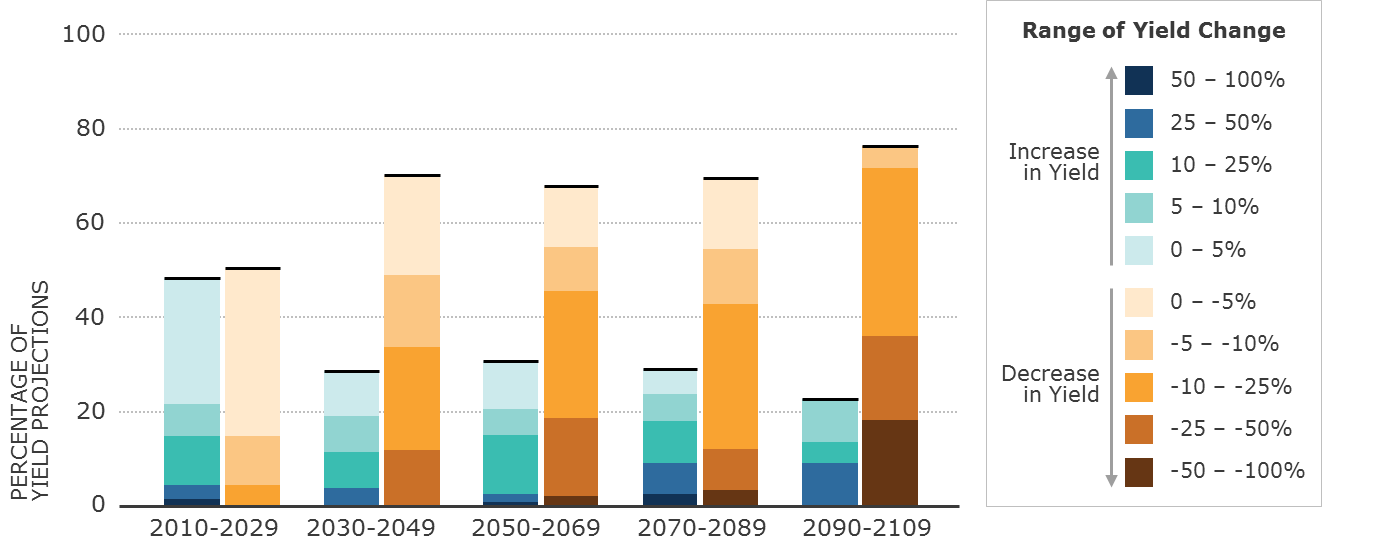 100
80
60
40
20
0
PERCENTAGE OF
YIELD PROJECTIONS
2010-2029
2030-2049
2050-2069
2070-2089
2090-2109
Range of Yield Change
Increase
in Yield
50 – 100%
25 – 50%
10 – 25%
5 – 10%
0 – 5%
Decrease
in Yield
0 – -5%
-5 – -10%
-10 – -25%
-25 – -50%
-50 – -100%